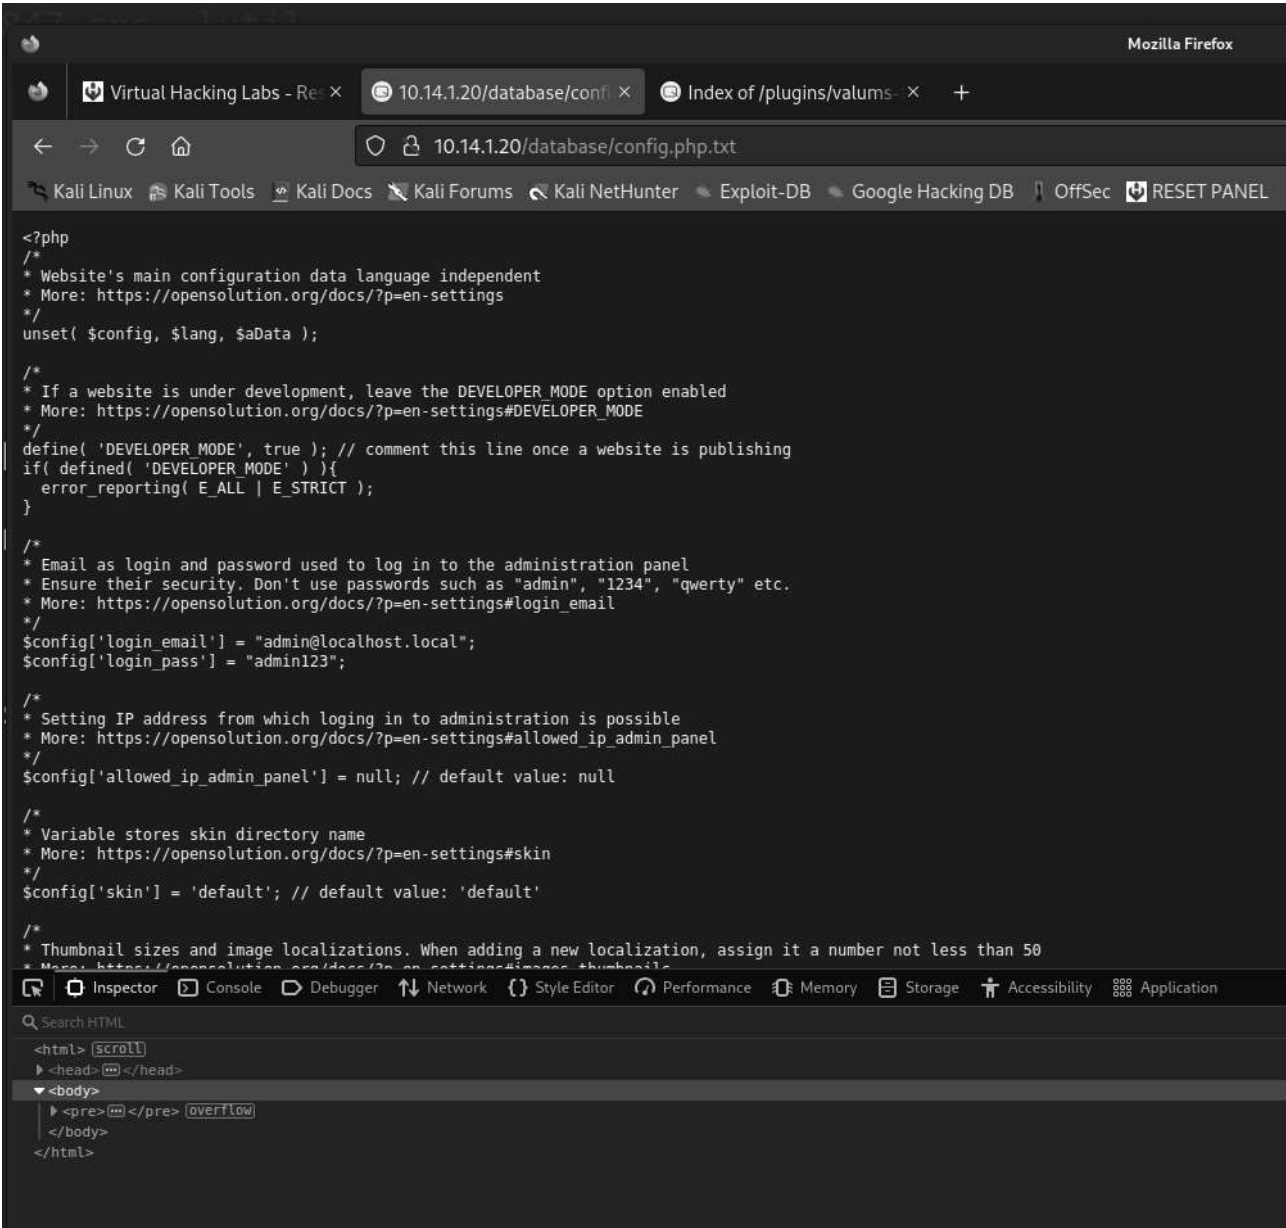 Mozilla Firefox
Virtual Hacking Labs - Res
10.14.1.20/database/confi
Index of /plugins/valums-
10.14.1.20/database/config.php.txt
Kali Linux Kali Tools Kali Docs Kali Forums Kali NetHunter Exploit-DB Google Hacking DB OffSec RESET PANEL
<?php
/*
* Website's main configuration data language independent
* More: https://opensolution.org/docs/?p=en-settings
*/
unset( $config, $lang, $aData );
/*
* If a website is under development, leave the DEVELOPER_MODE option enabled
* More: https://opensolution.org/docs/?p=en-settings#DEVELOPER_MODE
*/
define( 'DEVELOPER_MODE', true ); // comment this line once a website is publishing
if( defined( 'DEVELOPER_MODE' ) ){
error_reporting( E_ALL | E_STRICT );
}
/*
* Email as login and password used to log in to the administration panel
* Ensure their security. Don't use passwords such as "admin", "1234", "qwerty" etc.
* More: https://opensolution.org/docs/?p=en-settings#login_email
*/
$config['login_email'] = "admin@localhost.local";
$config['login_pass'] = "admin123";
/*
* Setting IP address from which loging in to administration is possible
* More: https://opensolution.org/docs/?p=en-settings#allowed_ip_admin_panel
*/
$config['allowed_ip_admin_panel'] = null; // default value: null
/*
* Variable stores skin directory name
* More: https://opensolution.org/docs/?p=en-settings#skin
*/
$config['skin'] = 'default'; // default value: 'default'
/*
* Thumbnail sizes and image localizations. When adding a new localization, assign it a number not less than 50
* More: https://opensolution.org/docs/?p=en-settings#images_thumbnails
Inspector Console Debugger Network Style Editor Performance Memory Storage Accessibility Application
Search HTML
<html> scroll
<head> </head>
<body>
<pre> </pre> overflow
</body>
</html>